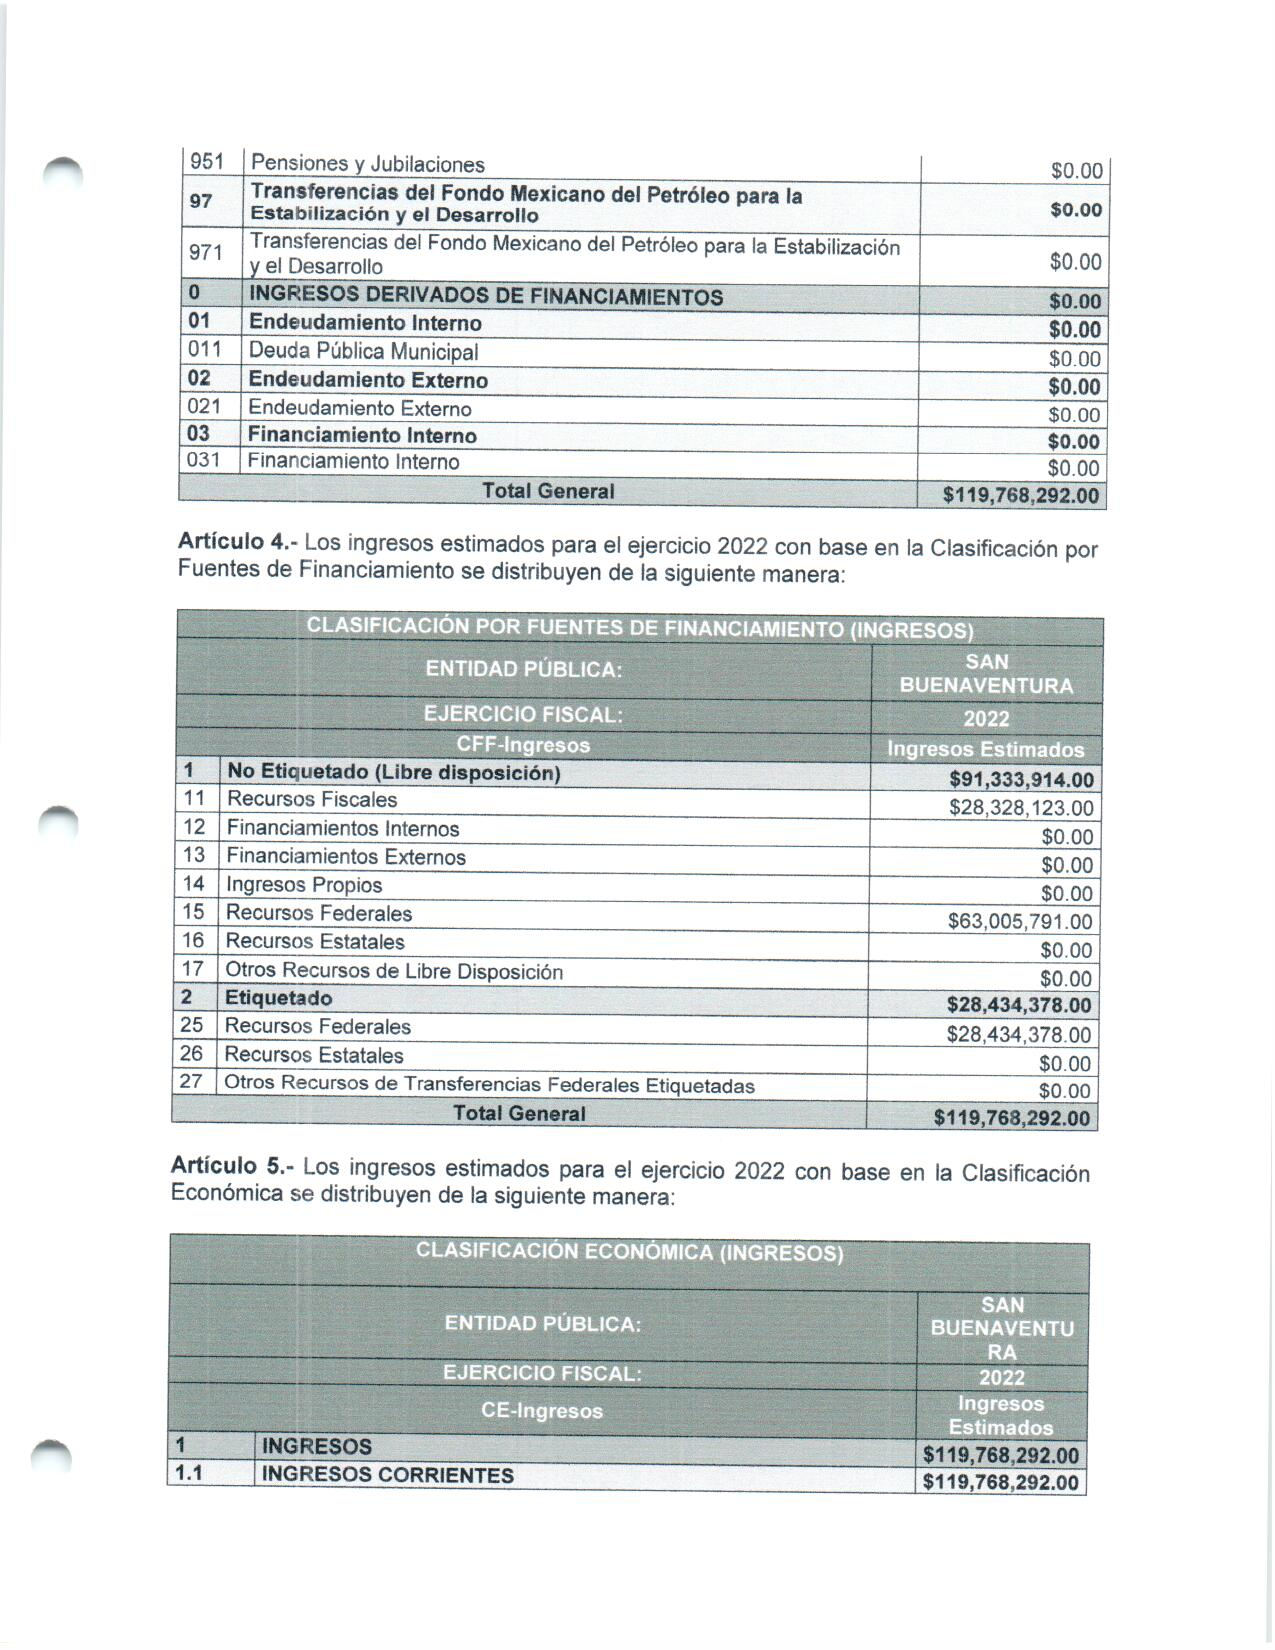 951 Pensiones y Jubilaciones $0.00
97 Transferencias del Fondo Mexicano del Petróleo para la
Estabilización y el Desarrollo $0.00
971 Transferencias del Fondo Mexicano del Petróleo para la Estabilización
y el Desarrollo $0.00
0 INGRESOS DERIVADOS DE FINANCIAMIENTOS $0.00
01 Endeudamiento Interno $0.00
011 Deuda Pública Municipal $0.00
02 Endeudamiento Externo $0.00
021 Endeudamiento Externo $0.00
03 Financiamiento Interno $0.00
031 Financiamiento Interno $0.00
Total General $119,768,292.00
Artículo 4.- Los ingresos estimados para el ejercicio 2022 con base en la Clasificación por
Fuentes de Financiamiento se distribuyen de la siguiente manera:
CLASIFICACIÓN POR FUENTES DE FINANCIAMIENTO (INGRESOS)
ENTIDAD PÚBLICA: SAN
BUENAVENTURA
EJERCICIO FISCAL: 2022
CFF-Ingresos Ingresos Estimados
1 No Etiquetado (Libre disposición) $91,333,914.00
11 Recursos Fiscales $28,328,123.00
12 Financiamientos Internos $0.00
13 Financiamientos Externos $0.00
14 Ingresos Propios $0.00
15 Recursos Federales $63,005,791.00
16 Recursos Estatales $0.00
17 Otros Recursos de Libre Disposición $0.00
2 Etiquetado $28,434,378.00
25 Recursos Federales $28,434,378.00
26 Recursos Estatales $0.00
27 Otros Recursos de Transferencias Federales Etiquetadas $0.00
Total General $119,768,292.00
Artículo 5.- Los ingresos estimados para el ejercicio 2022 con base en la Clasificación
Económica se distribuyen de la siguiente manera:
CLASIFICACIÓN ECONÓMICA (INGRESOS)
ENTIDAD PÚBLICA: SAN
BUENAVENTU
RA
EJERCICIO FISCAL: 2022
CE-Ingresos Ingresos
Estimados
1 INGRESOS $119,768,292.00
1.1 INGRESOS CORRIENTES $119,768,292.00